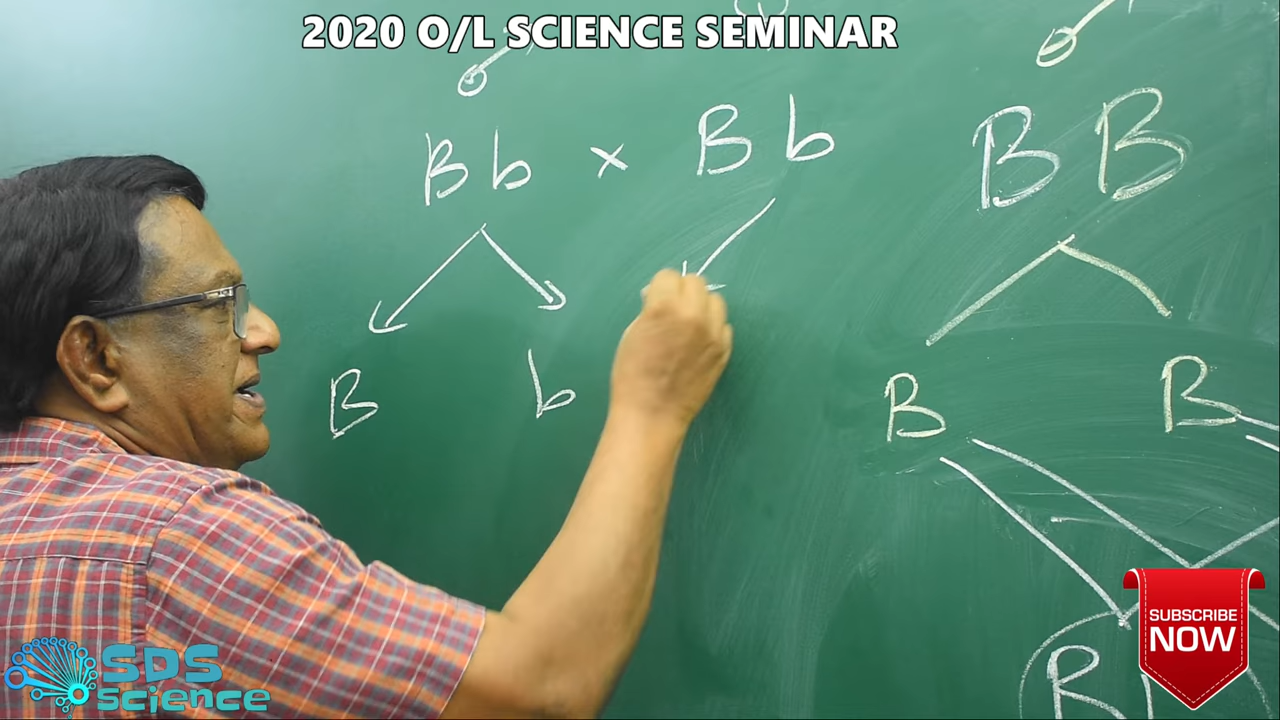 2020 O/L SCIENCE SEMINAR
Bb × Bb
BB
B b
B B
SUBSCRIBE
NOW
SDS
science